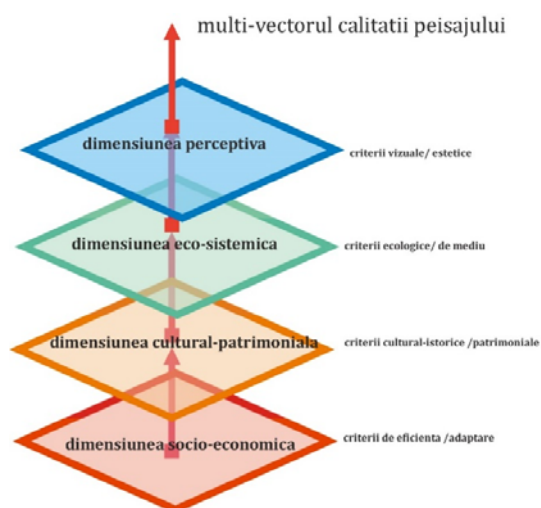 multi-vectorul calitatii peisajului
dimensiunea perceptiva
criterii vizuale/ estetice
dimensiunea eco-sistemica
criterii ecologice/ de mediu
dimensiunea cultural-patrimoniala
criterii cultural-istorice /patrimoniale
dimensiunea socio-economica
criterii de eficienta /adaptare